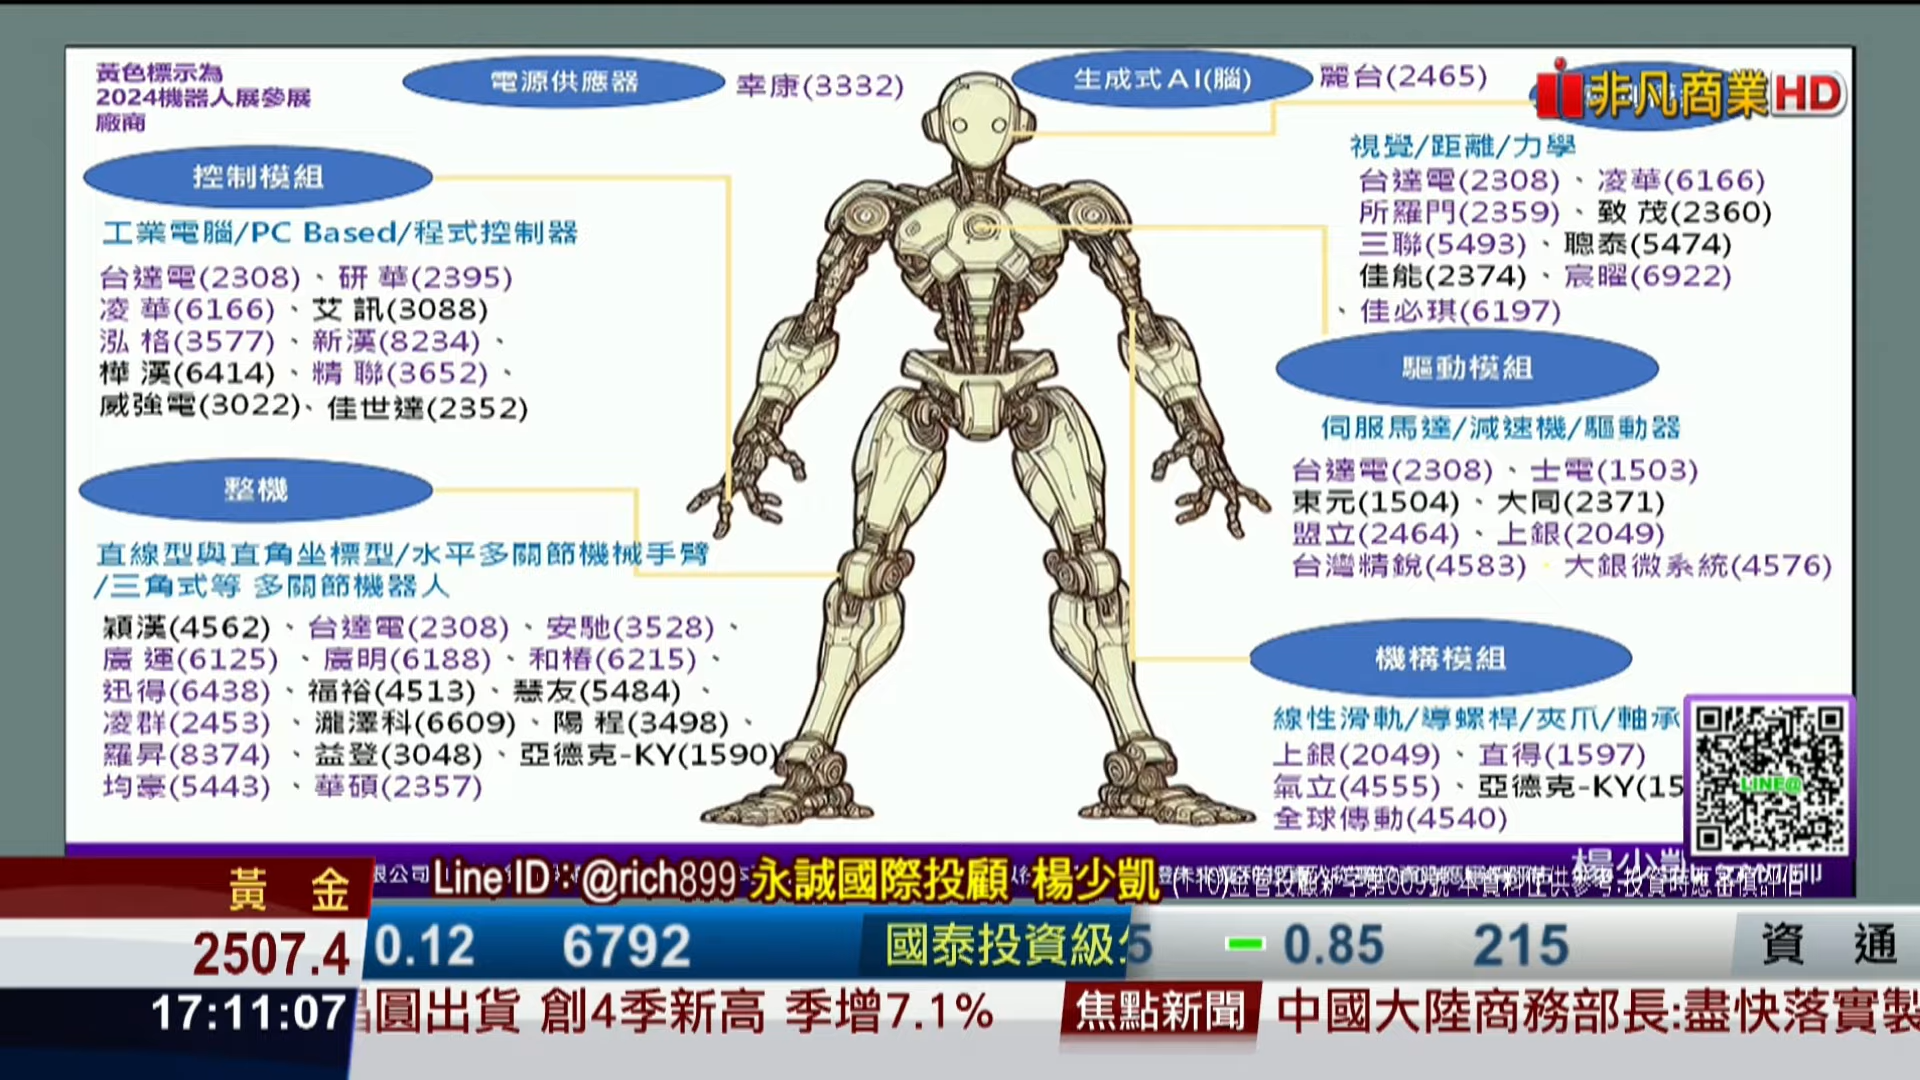 黃色標示為
2024機器人展參展
廠商
電源供應器 幸康(3332)
生成式AI(腦) 麗台(2465)
非凡商業HD
控制模組
工業電腦/PC Based/程式控制器
台達電(2308)、研 華(2395)
凌 華(6166)、艾 訊(3088)
泓 格(3577)、新漢(8234)、
樺 漢(6414)、精 聯(3652)、
威強電(3022)、佳世達(2352)
整機
直線型與直角坐標型/水平多關節機械手臂
/三角式等 多關節機器人
穎漢(4562)、台達電(2308)、安馳(3528)、
廣 運(6125)、廣明(6188)、和椿(6215)、
迅得(6438)、福裕(4513)、慧友(5484)、
凌群(2453)、瀧澤科(6609)、陽 程(3498)、
羅昇(8374)、益登(3048)、亞德克-KY(1590)
均豪(5443)、華碩(2357)
視覺/距離/力學
台達電(2308)、凌華(6166)
所羅門(2359)、致 茂(2360)
三聯(5493)、聰泰(5474)
佳能(2374)、宸曜(6922)
、佳必琪(6197)
驅動模組
伺服馬達/減速機/驅動器
台達電(2308)、士電(1503)
東元(1504)、大同(2371)
盟立(2464)、上銀(2049)
台灣精銳(4583)、大銀微系統(4576)
機構模組
線性滑軌/導螺桿/夾爪/軸承
上銀(2049)、直得(1597)
氣立(4555)、亞德克-KY(15
全球傳動(4540)
LINE@
Line ID：@rich899 永誠國際投顧 楊少凱
黃 金
2507.4
0.12 6792 國泰投資級 5 0.85 215 資 通
17:11:07
圓出貨 創4季新高 季增7.1% 焦點新聞 中國大陸商務部長:盡快落實製